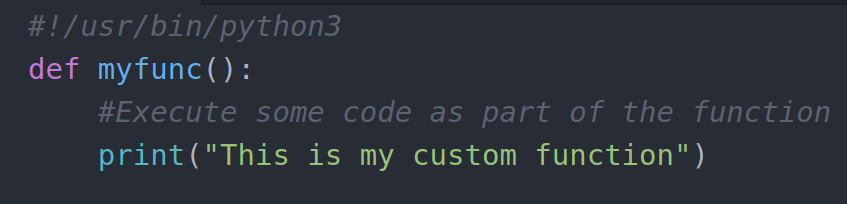 #!/usr/bin/python3
def myfunc():
    #Execute some code as part of the function
    print("This is my custom function")